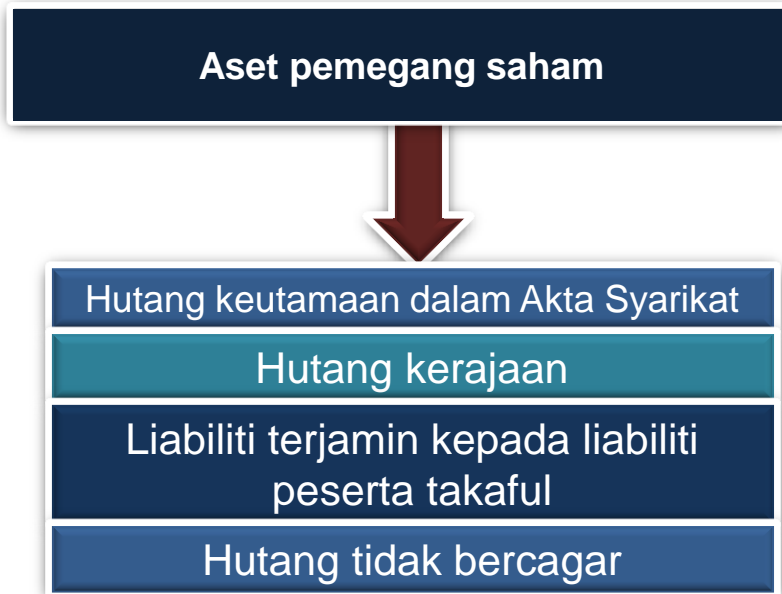 Aset pemegang saham
Hutang keutamaan dalam Akta Syarikat
Hutang kerajaan
Liabiliti terjamin kepada liabiliti
peserta takaful
Hutang tidak bercagar